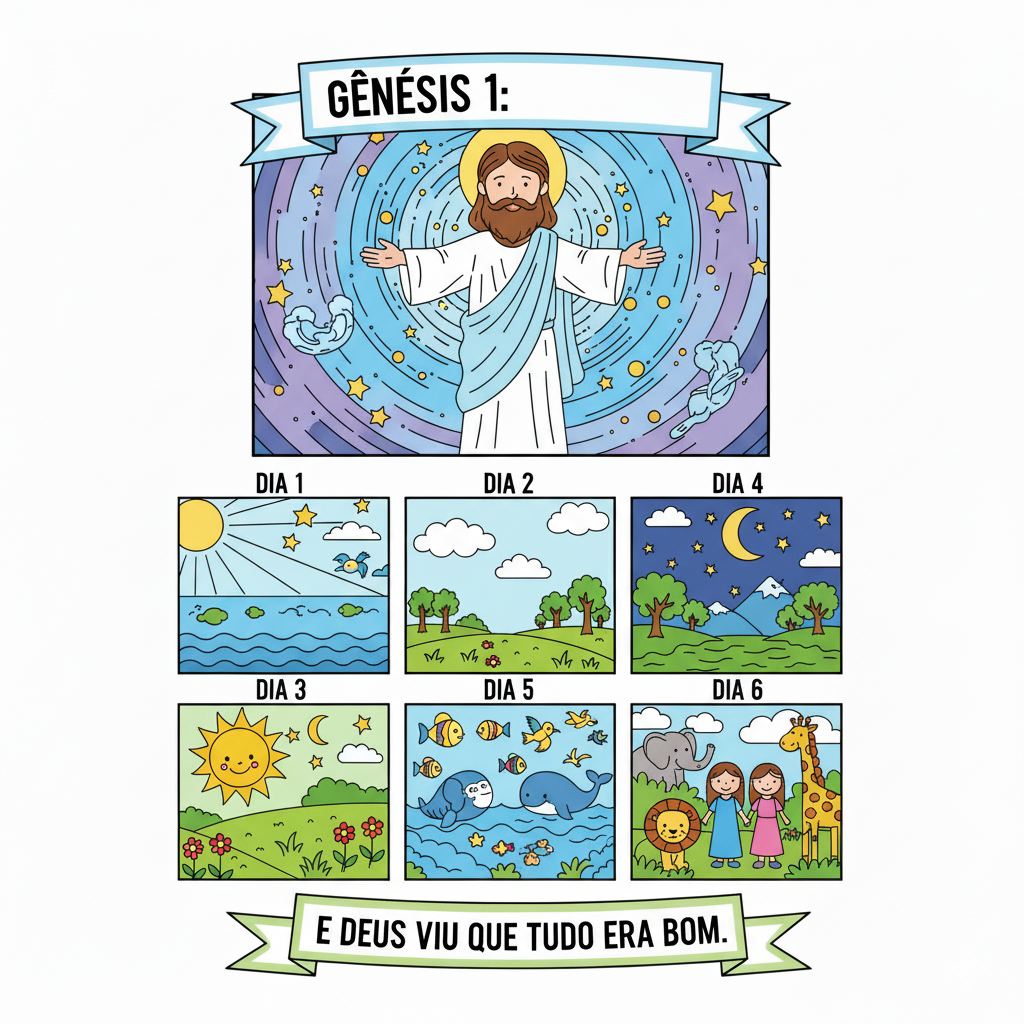 GÊNÉSIS 1:
DIA 1
DIA 2
DIA 4
DIA 3
DIA 5
DIA 6
E DEUS VIU QUE TUDO ERA BOM.